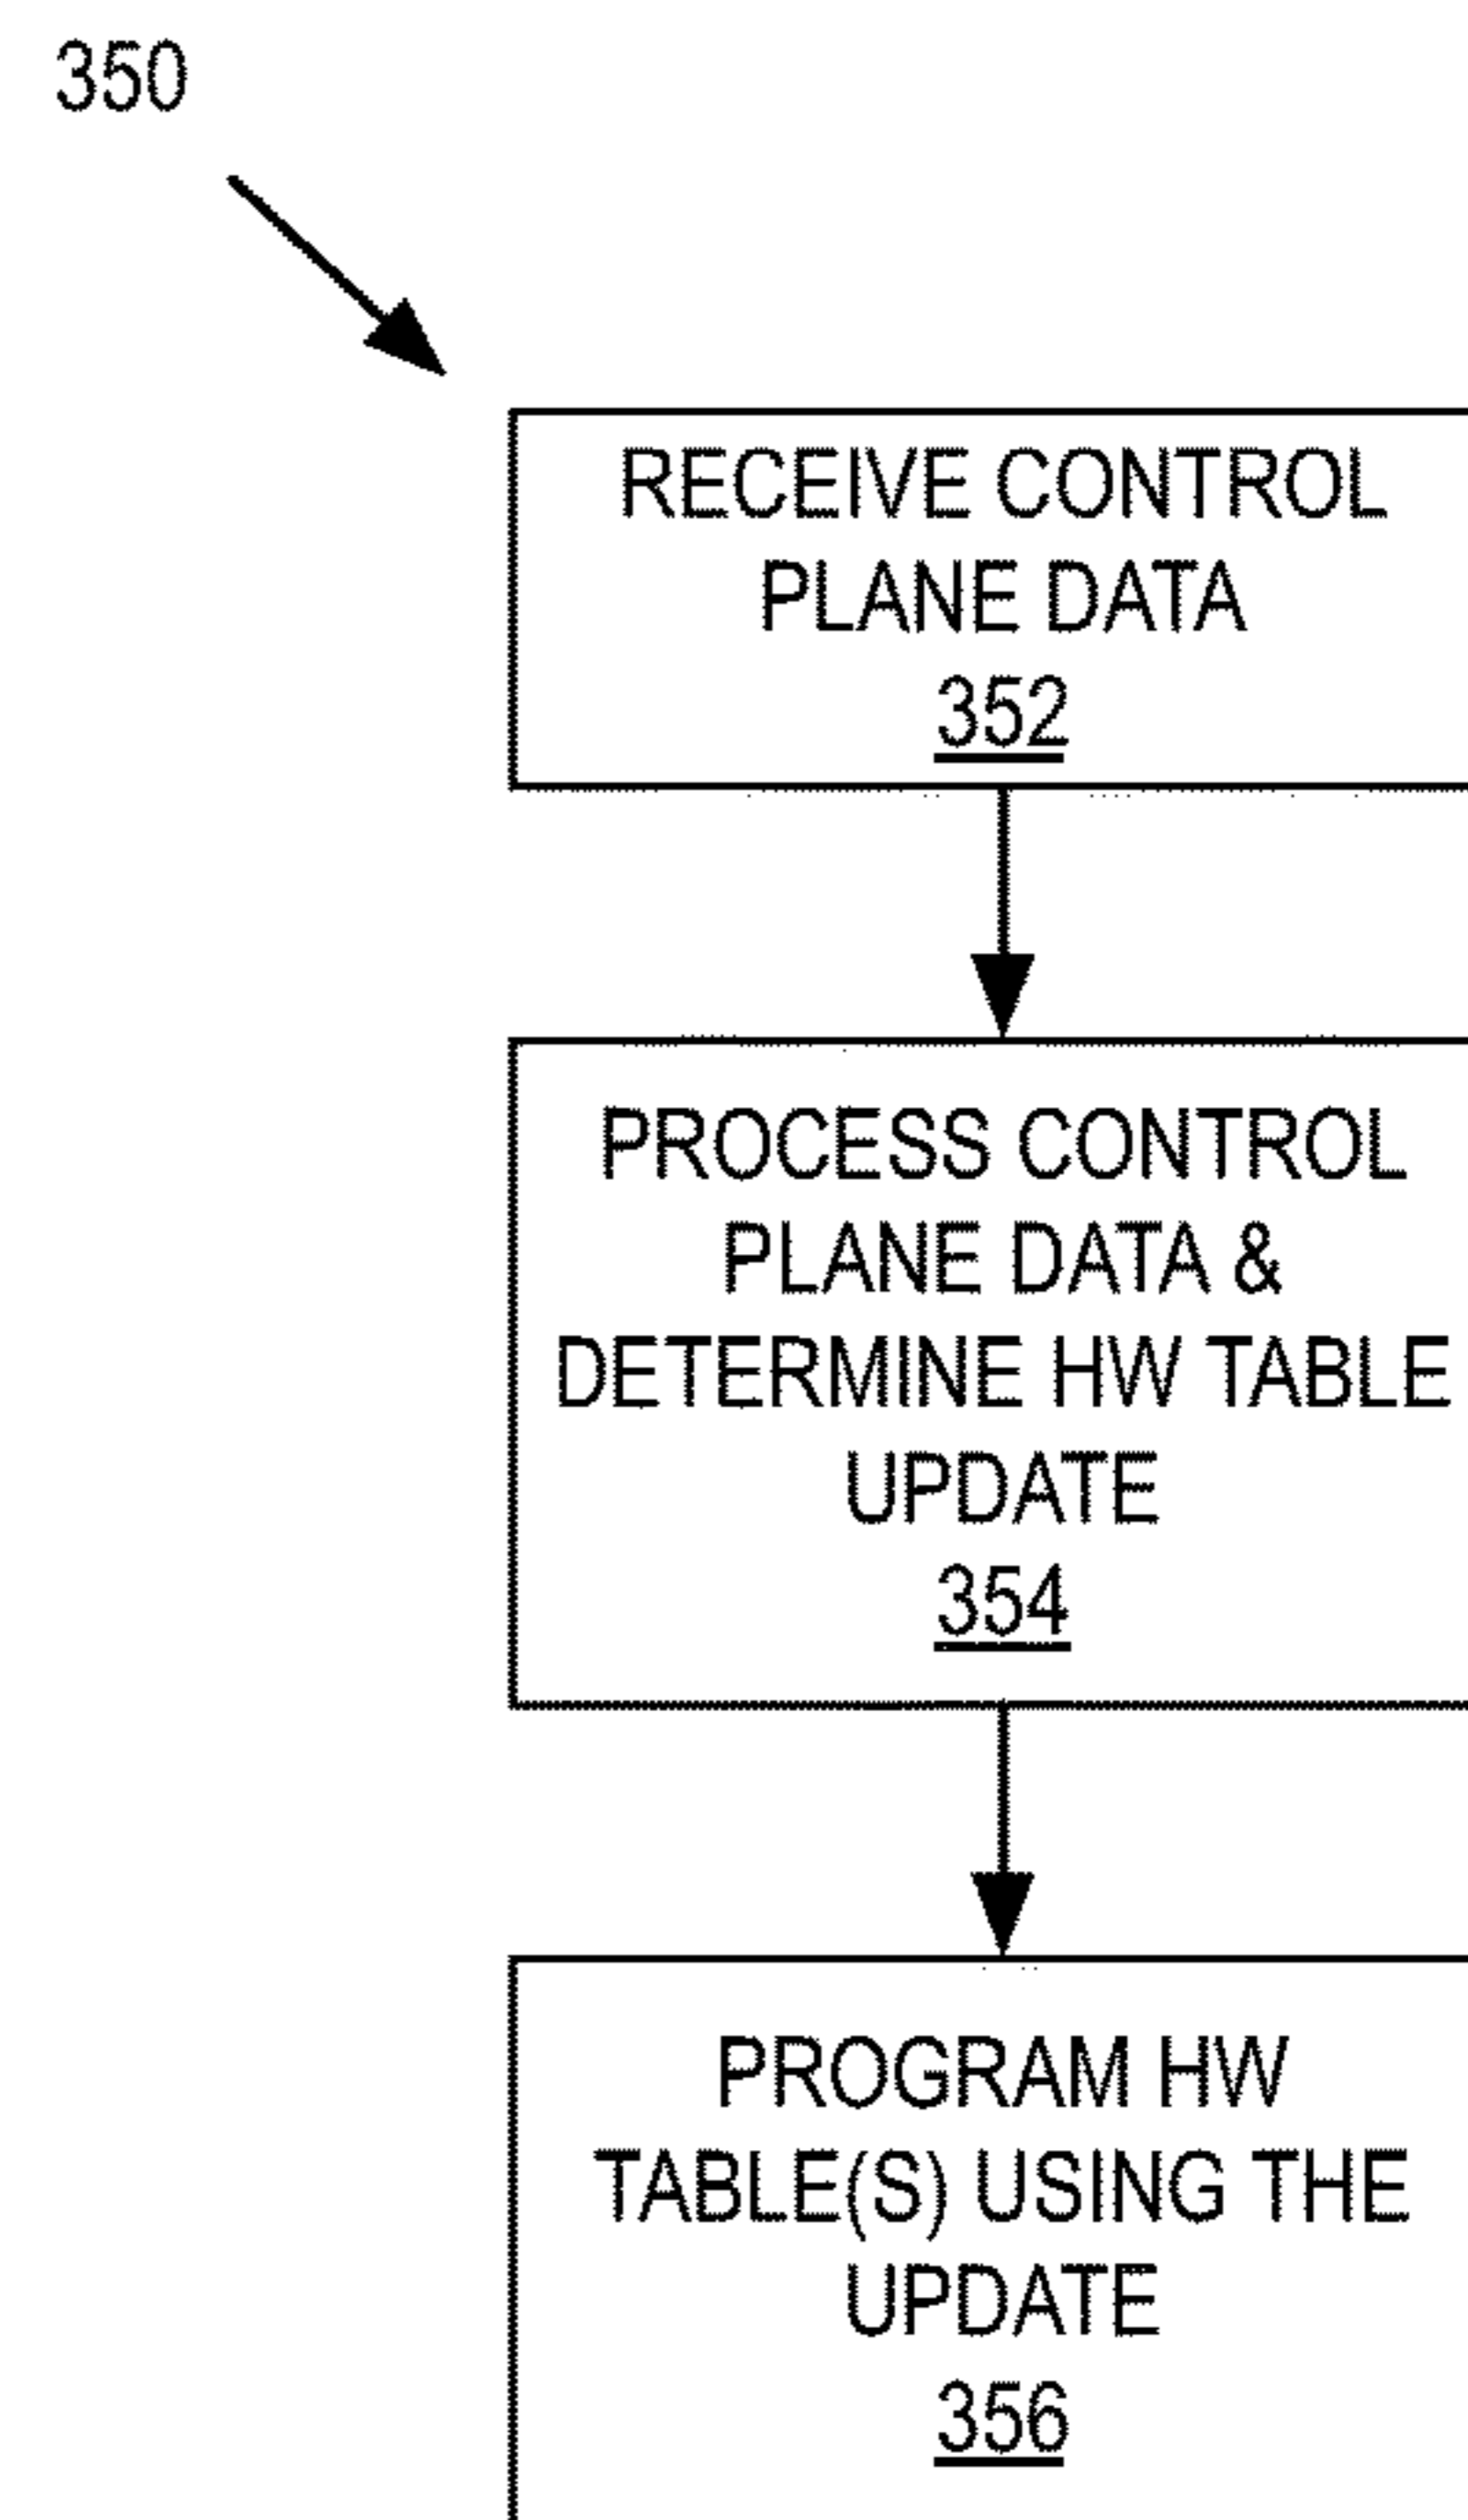 350
RECEIVE CONTROL
PLANE DATA
352
PROCESS CONTROL
PLANE DATA &
DETERMINE HW TABLE
UPDATE
354
PROGRAM HW
TABLE(S) USING THE
UPDATE
356